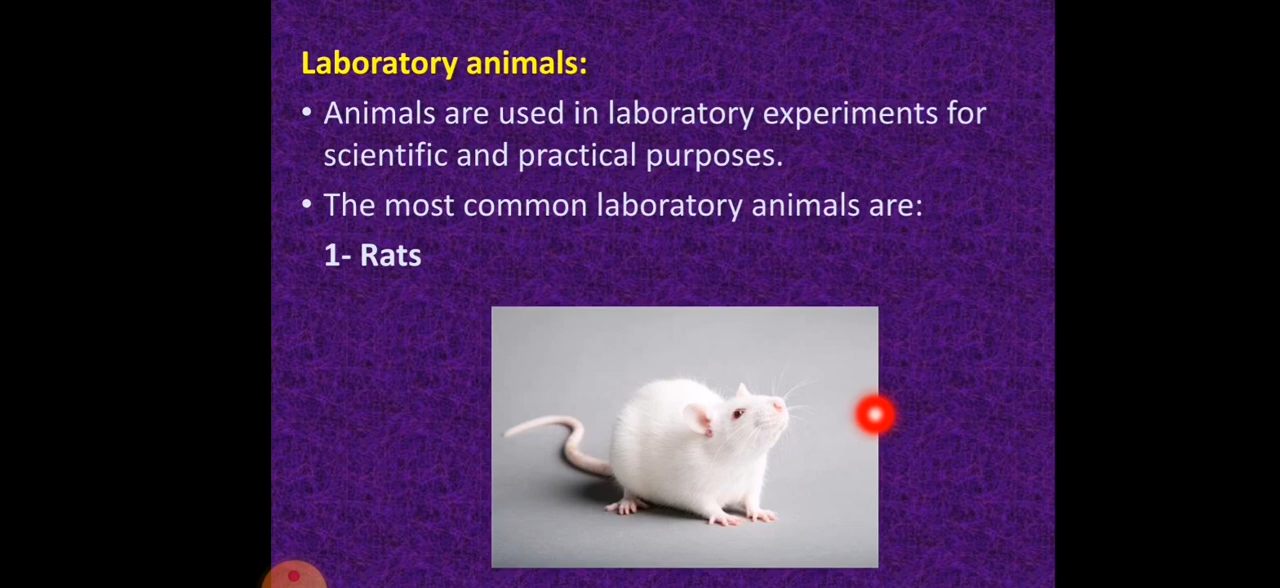 Laboratory animals:
• Animals are used in laboratory experiments for
scientific and practical purposes.
• The most common laboratory animals are:
1- Rats